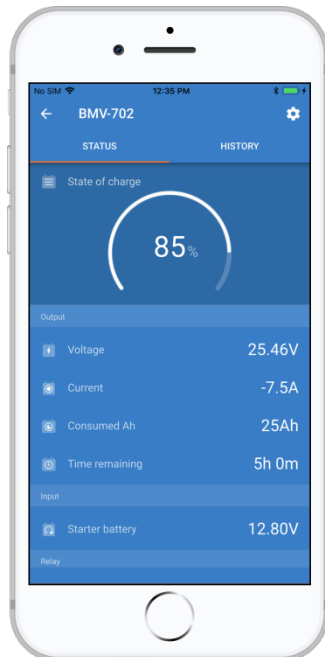 No SIM 12:35 PM
BMV-702
STATUS HISTORY
State of charge
85%
Output
Voltage 25.46V
Current -7.5A
Consumed Ah 25Ah
Time remaining 5h 0m
Input
Starter battery 12.80V
Relay